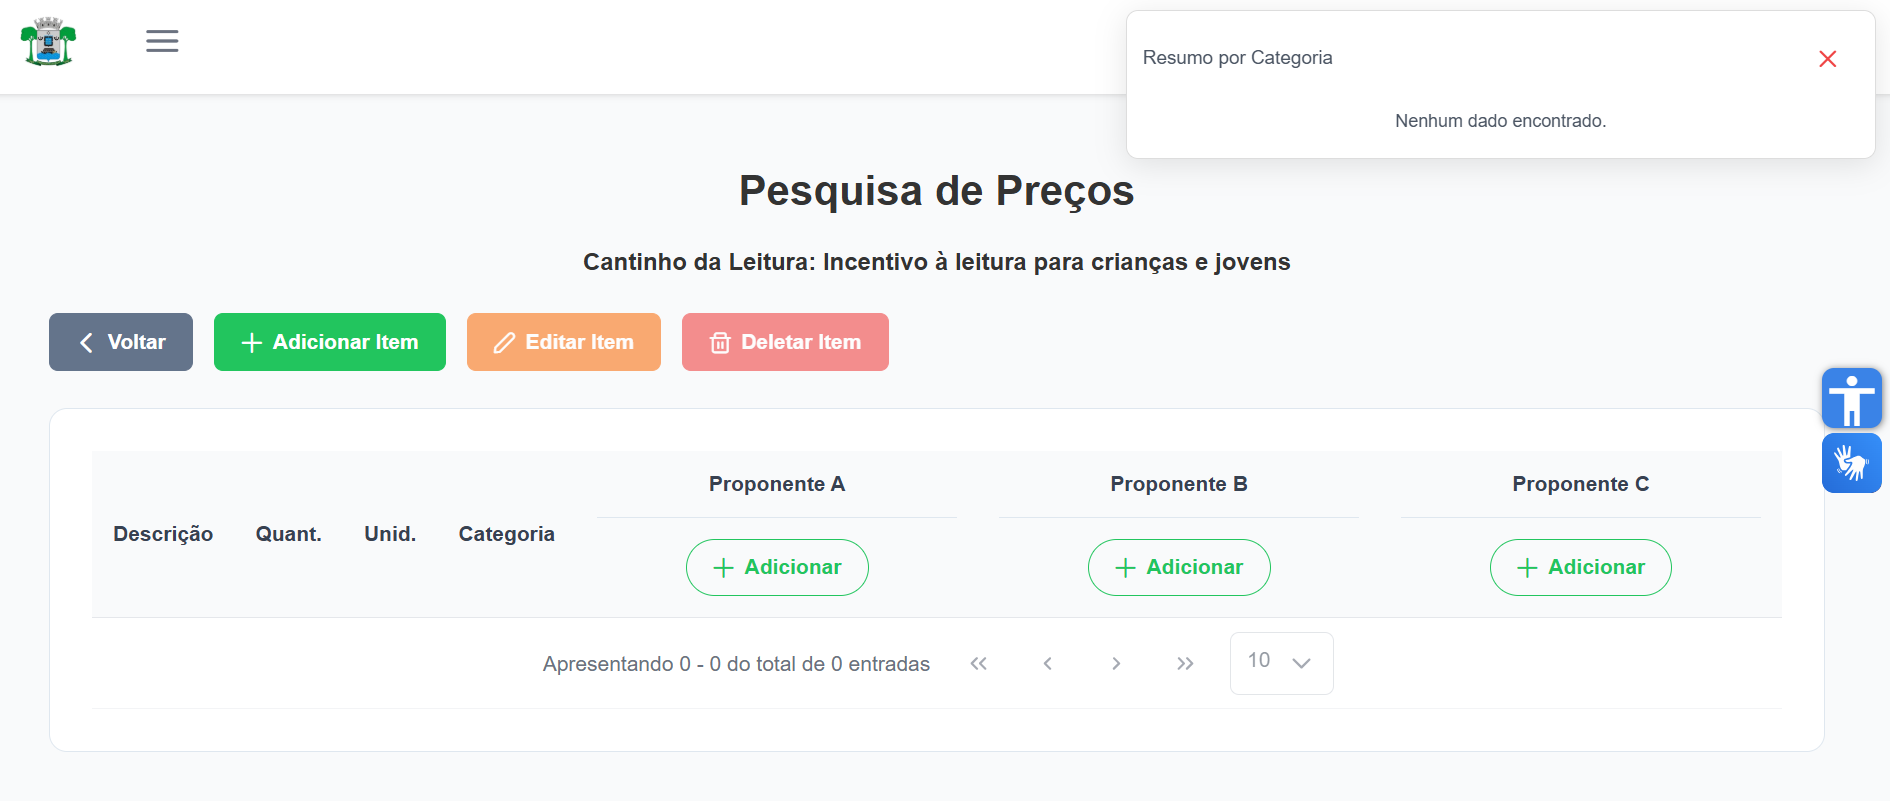 Resumo por Categoria
Nenhum dado encontrado.
Pesquisa de Preços
Cantinho da Leitura: Incentivo à leitura para crianças e jovens
Voltar
Adicionar Item
Editar Item
Deletar Item
Descrição
Quant.
Unid.
Categoria
Proponente A
Proponente B
Proponente C
Adicionar
Adicionar
Adicionar
Apresentando 0 - 0 do total de 0 entradas
10